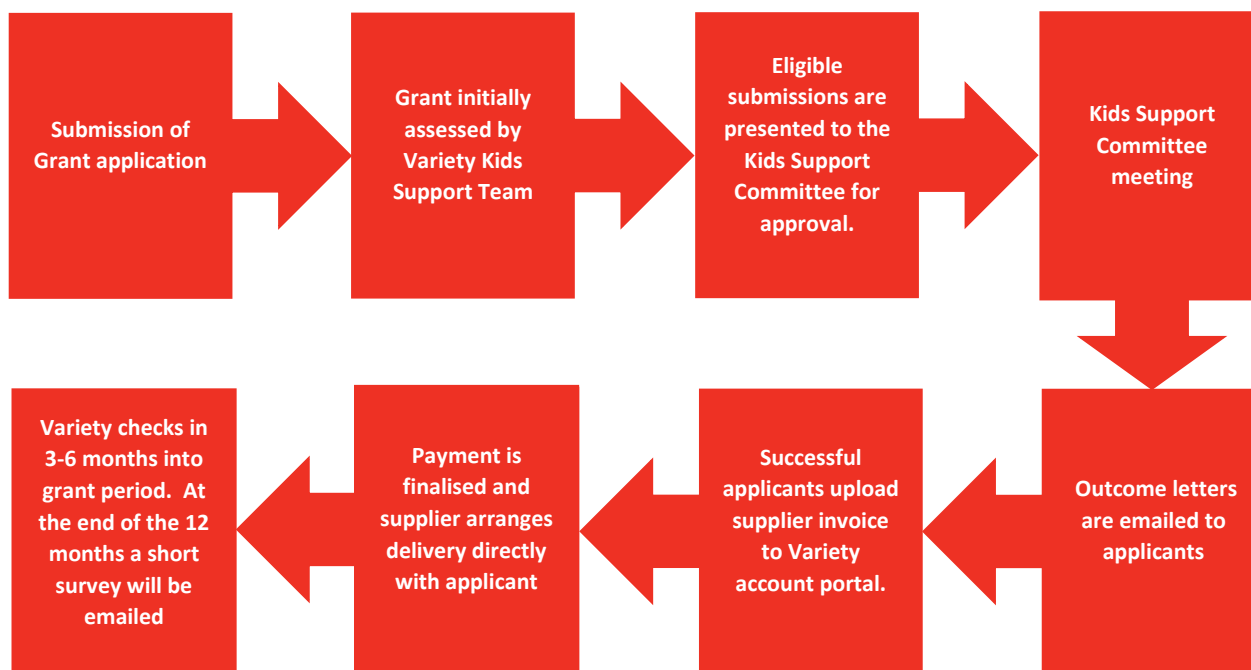 Submission of
Grant application
Grant initially
assessed by
Variety Kids
Support Team
Eligible
submissions are
presented to the
Kids Support
Committee for
approval.
Kids Support
Committee
meeting
Outcome letters
are emailed to
applicants
Successful
applicants upload
supplier invoice
to Variety
account portal.
Payment is
finalised and
supplier arranges
delivery directly
with applicant
Variety checks in
3-6 months into
grant period.  At
the end of the 12
months a short
survey will be
emailed